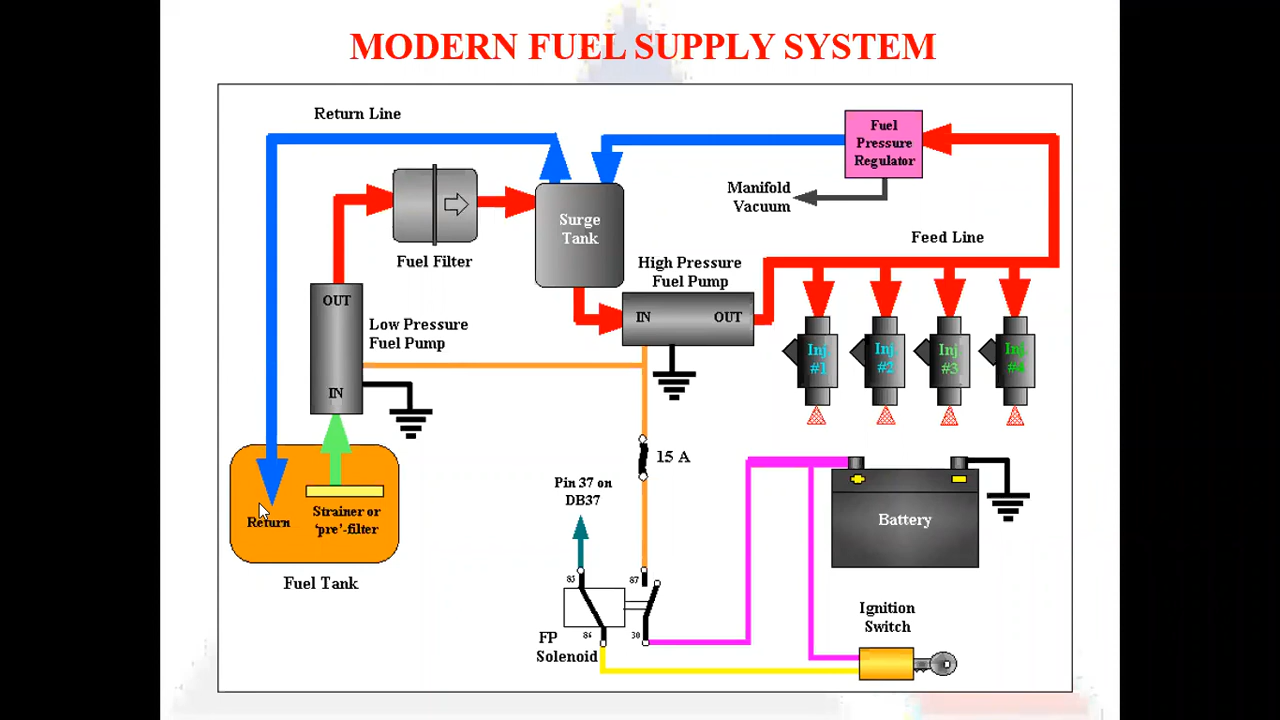 MODERN FUEL SUPPLY SYSTEM
Return Line
Fuel
Pressure
Regulator
Manifold
Vacuum
Surge
Tank
Feed Line
Fuel Filter
High Pressure
Fuel Pump
OUT
IN
OUT
Low Pressure
Fuel Pump
IN
Inj.
#1
Inj.
#2
Inj.
#3
Inj.
#4
15 A
Pin 37 on
DB37
Battery
Return
Strainer or
'pre'-filter
Fuel Tank
85
87
86
30
FP
Solenoid
Ignition
Switch